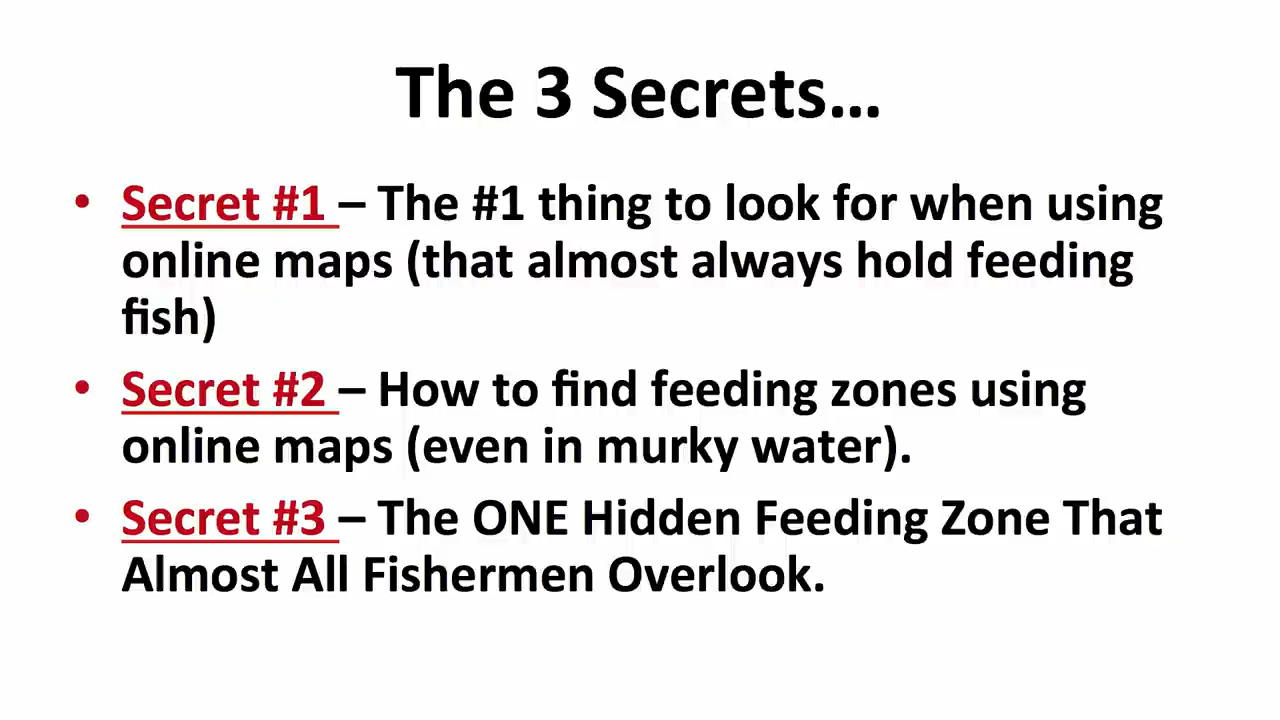 The 3 Secrets…
• Secret #1 – The #1 thing to look for when using
online maps (that almost always hold feeding
fish)
• Secret #2 – How to find feeding zones using
online maps (even in murky water).
• Secret #3 – The ONE Hidden Feeding Zone That
Almost All Fishermen Overlook.